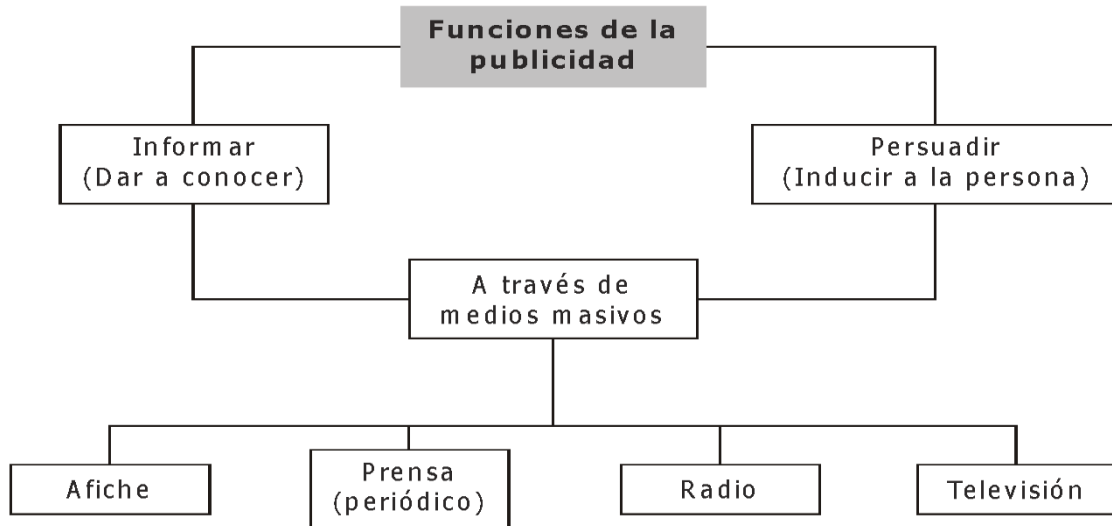 Funciones de la
publicidad
Informar
(Dar a conocer)
Persuadir
(Inducir a la persona)
A través de
medios masivos
Afiche
Prensa
(periódico)
Radio
Televisión